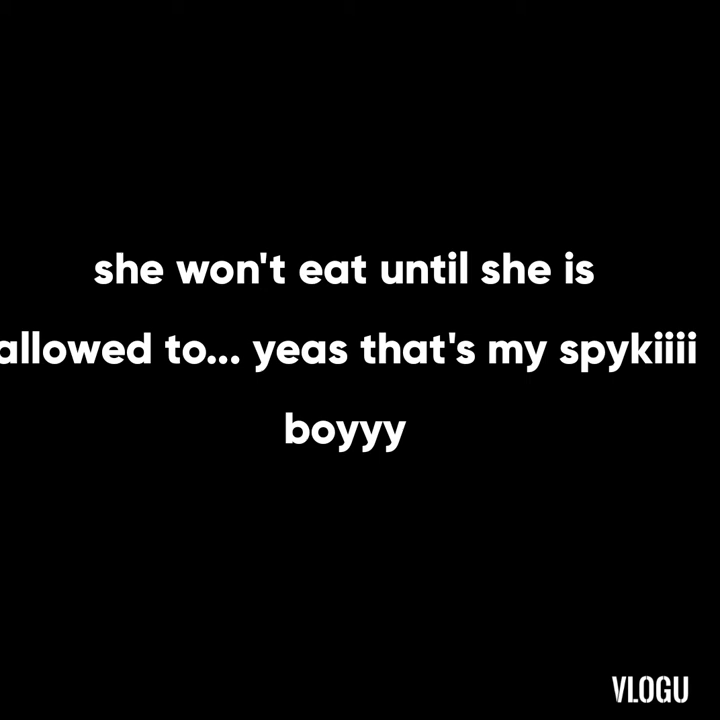 she won't eat until she is
allowed to... yeas that's my spykiiii
boyyy
VLOGU